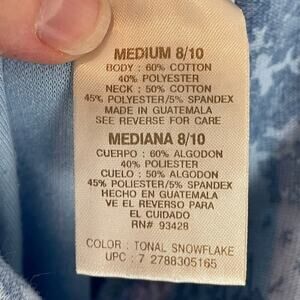 MEDIUM 8/10
BODY : 60% COTTON
40% POLYESTER
NECK : 50% COTTON
45% POLYESTER/5% SPANDEX
MADE IN GUATEMALA
SEE REVERSE FOR CARE
MEDIANA 8/10
CUERPO : 60% ALGODON
40% POLIESTER
CUELO : 50% ALGODON
45% POLIESTER/5% SPANDEX
HECHO EN GUATEMALA
VE EL REVERSO PARA
EL CUIDADO
RN# 93428
COLOR : TONAL SNOWFLAKE
UPC : 7 2788305165